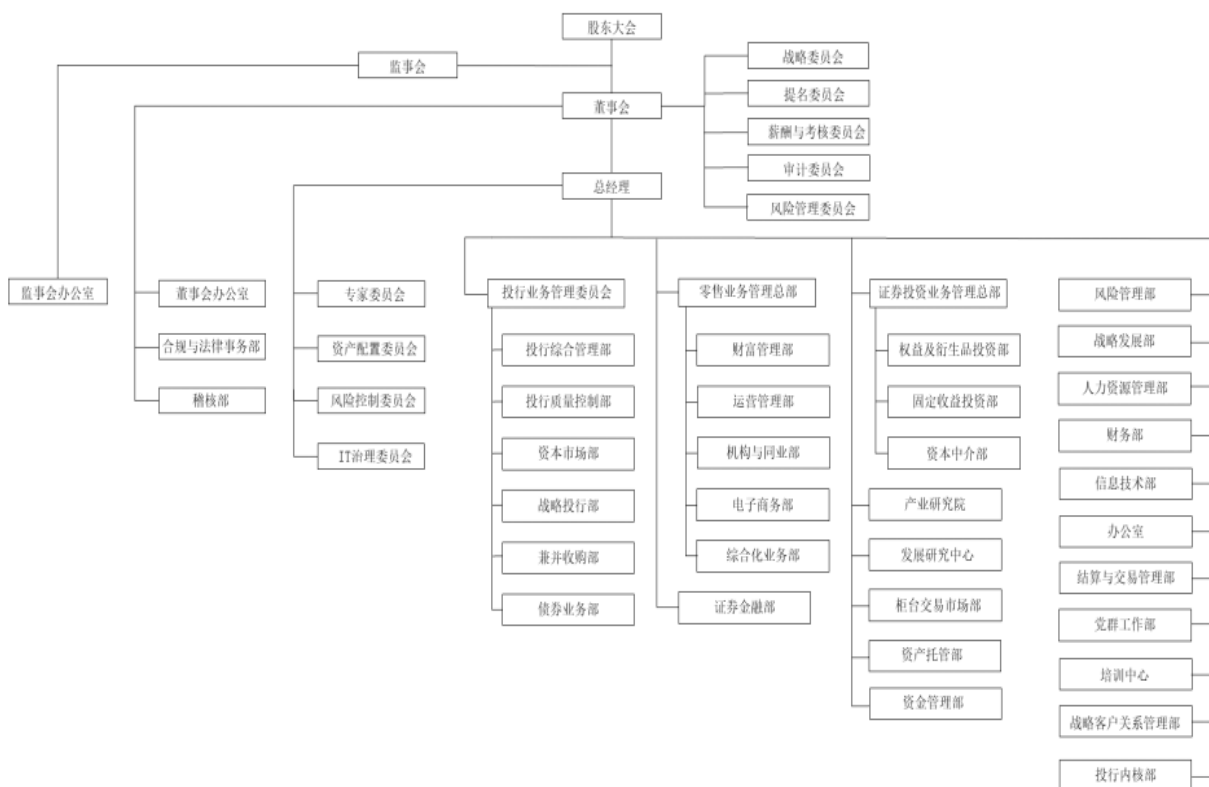 股东大会
监事会
战略委员会
提名委员会
董事会
薪酬与考核委员会
审计委员会
总经理
风险管理委员会
监事会办公室
董事会办公室
合规与法律事务部
稽核部
专家委员会
资产配置委员会
风险控制委员会
IT治理委员会
投行业务管理委员会
投行综合管理部
投行质量控制部
资本市场部
战略投行部
兼并收购部
债券业务部
零售业务管理总部
财富管理部
运营管理部
机构与同业部
电子商务部
综合化业务部
证券金融部
证券投资业务管理总部
权益及衍生品投资部
固定收益投资部
资本中介部
产业研究院
发展研究中心
柜台交易市场部
资产托管部
资金管理部
风险管理部
战略发展部
人力资源管理部
财务部
信息技术部
办公室
结算与交易管理部
党群工作部
培训中心
战略客户关系管理部
投行内核部